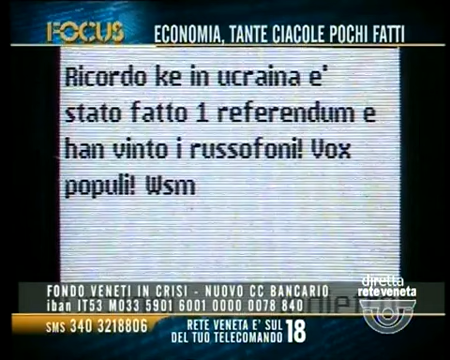 FOCUS
ECONOMIA, TANTE CIACOLE POCHI FATTI
Ricordo ke in ucraina e'
stato fatto 1 referendum e
han vinto i russofoni! Vox
populi! Wsm
diretta
reteveneta
FONDO VENETI IN CRISI - NUOVO CC BANCARIO
iban IT53 M033 5901 6001 0000 0078 840
SMS 340 3218806
RETE VENETA E' SUL
DEL TUO TELECOMANDO 18